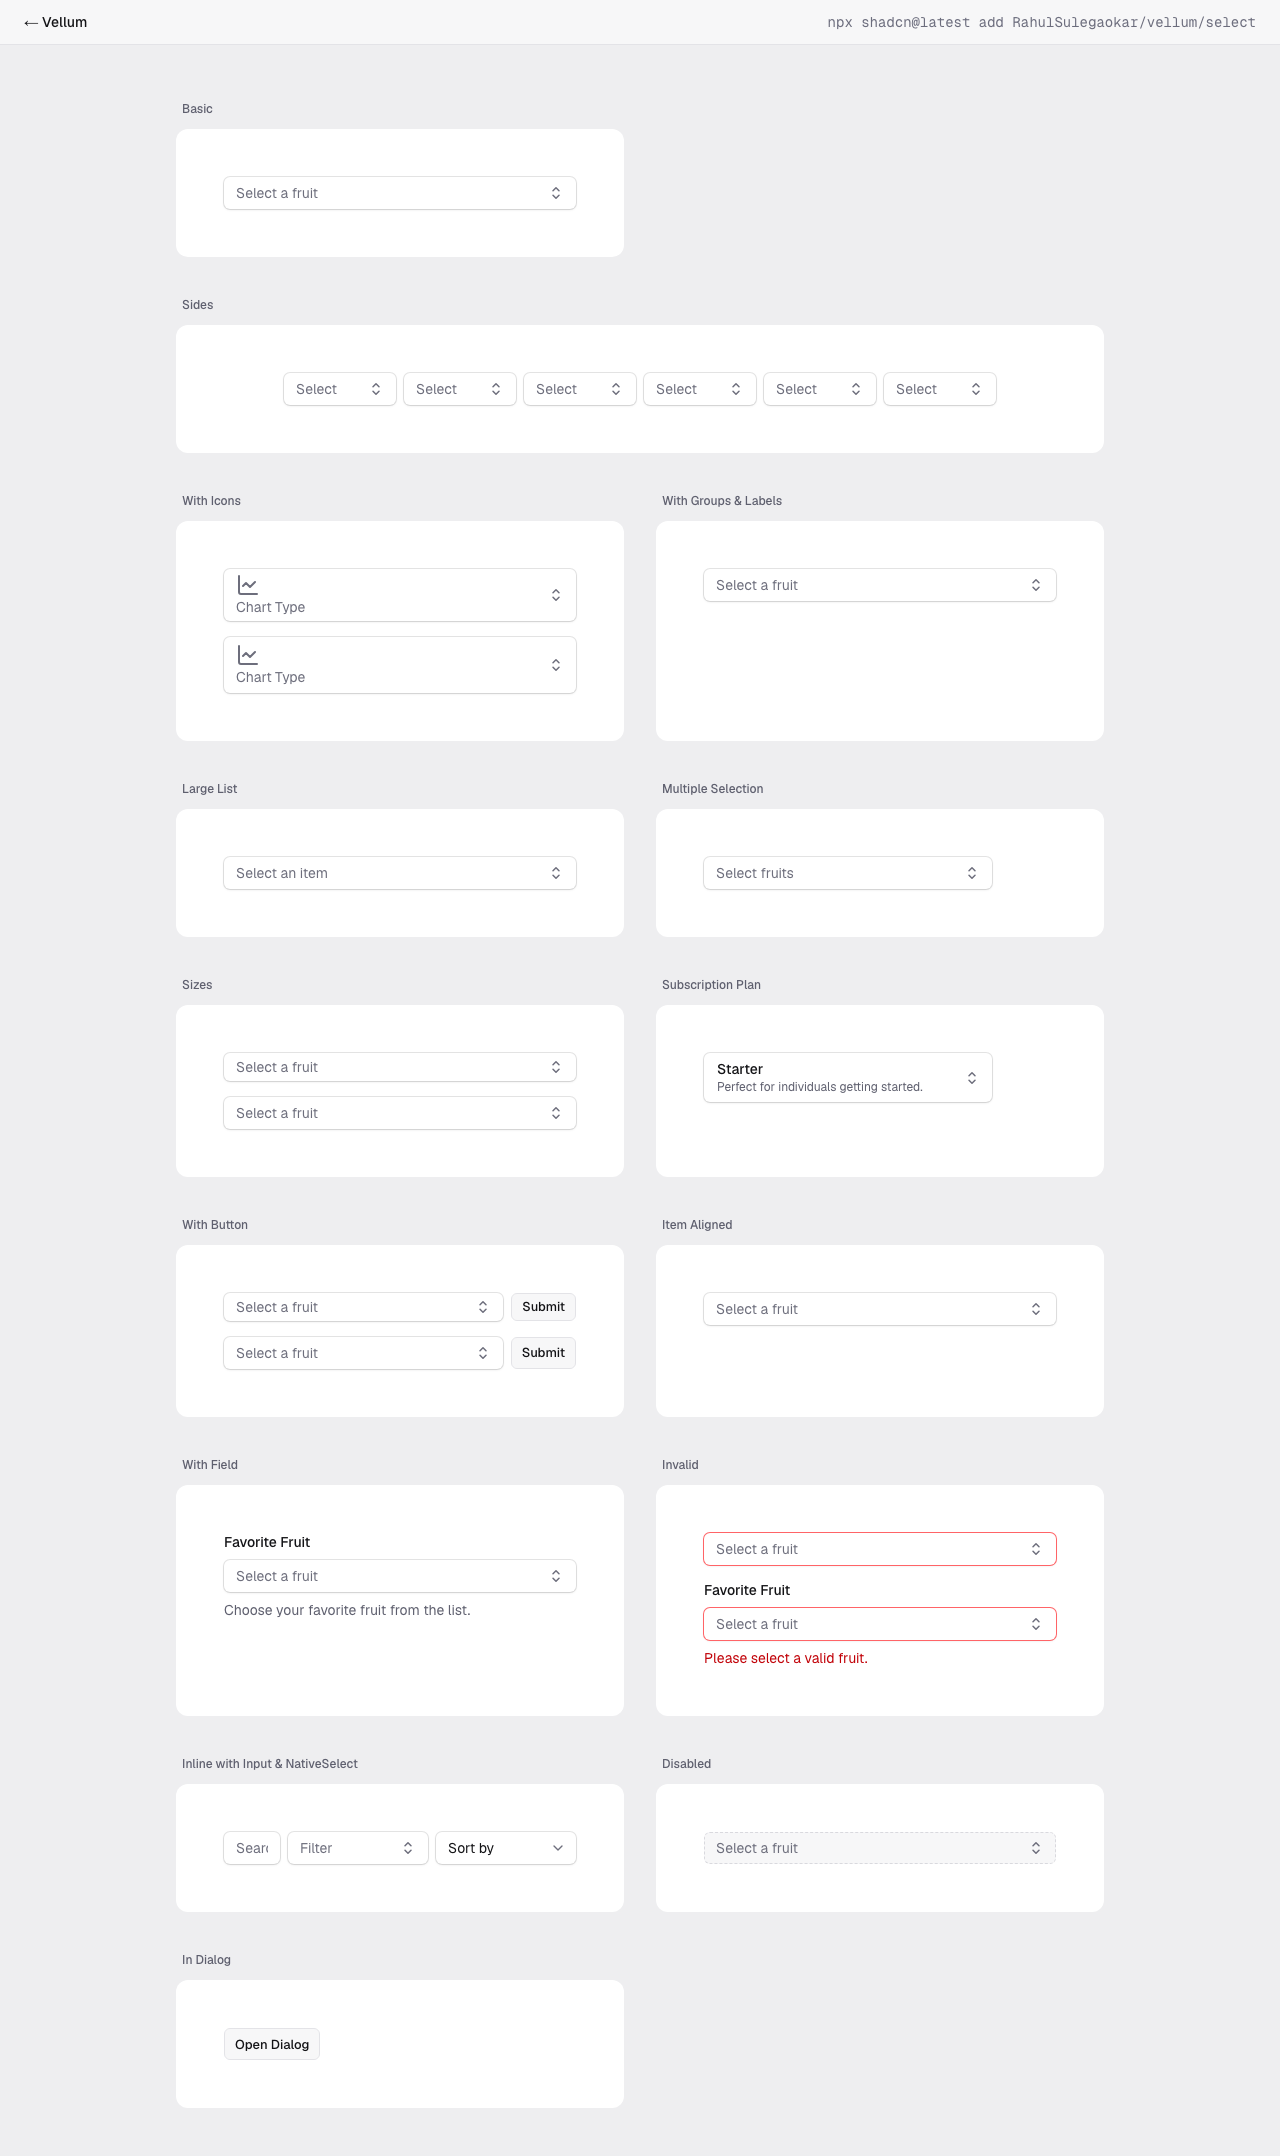 ← Vellum
npx shadcn@latest add RahulSulegaokar/vellum/select
Basic
Select a fruit
Sides
Select Select Select Select Select Select
With Icons
Chart Type
Chart Type
With Groups & Labels
Select a fruit
Large List
Select an item
Multiple Selection
Select fruits
Sizes
Select a fruit
Select a fruit
Subscription Plan
Starter
Perfect for individuals getting started.
With Button
Select a fruit Submit
Select a fruit Submit
Item Aligned
Select a fruit
With Field
Favorite Fruit
Select a fruit
Choose your favorite fruit from the list.
Invalid
Select a fruit
Favorite Fruit
Select a fruit
Please select a valid fruit.
Inline with Input & NativeSelect
Searc Filter Sort by
Disabled
Select a fruit
In Dialog
Open Dialog